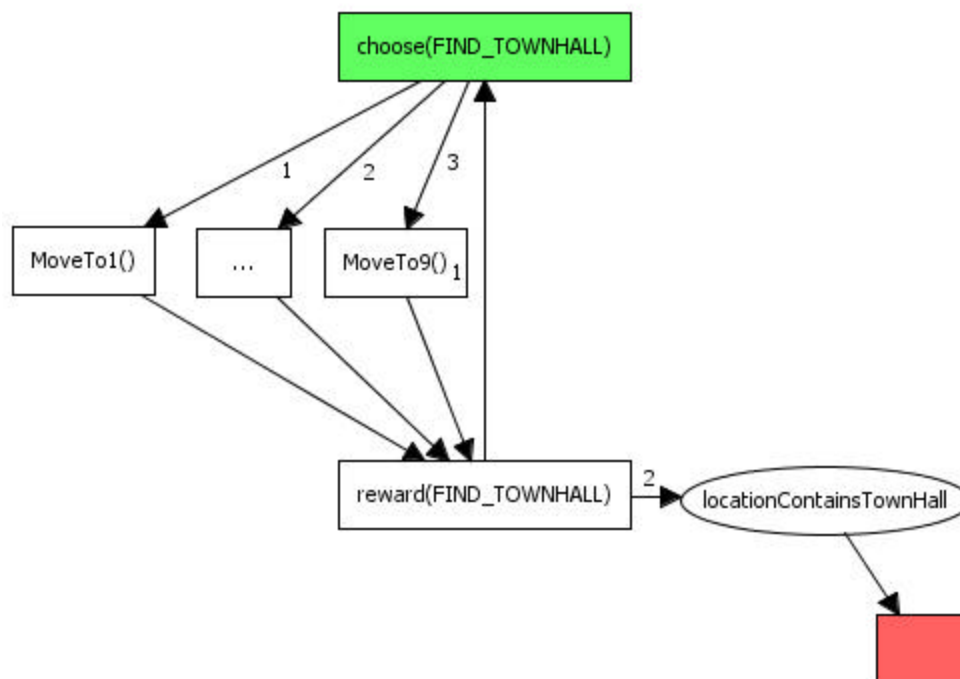 choose(FIND_TOWNHALL)
1
2
3
MoveTo1()
...
MoveTo9()
1
reward(FIND_TOWNHALL)
2
locationContainsTownHall